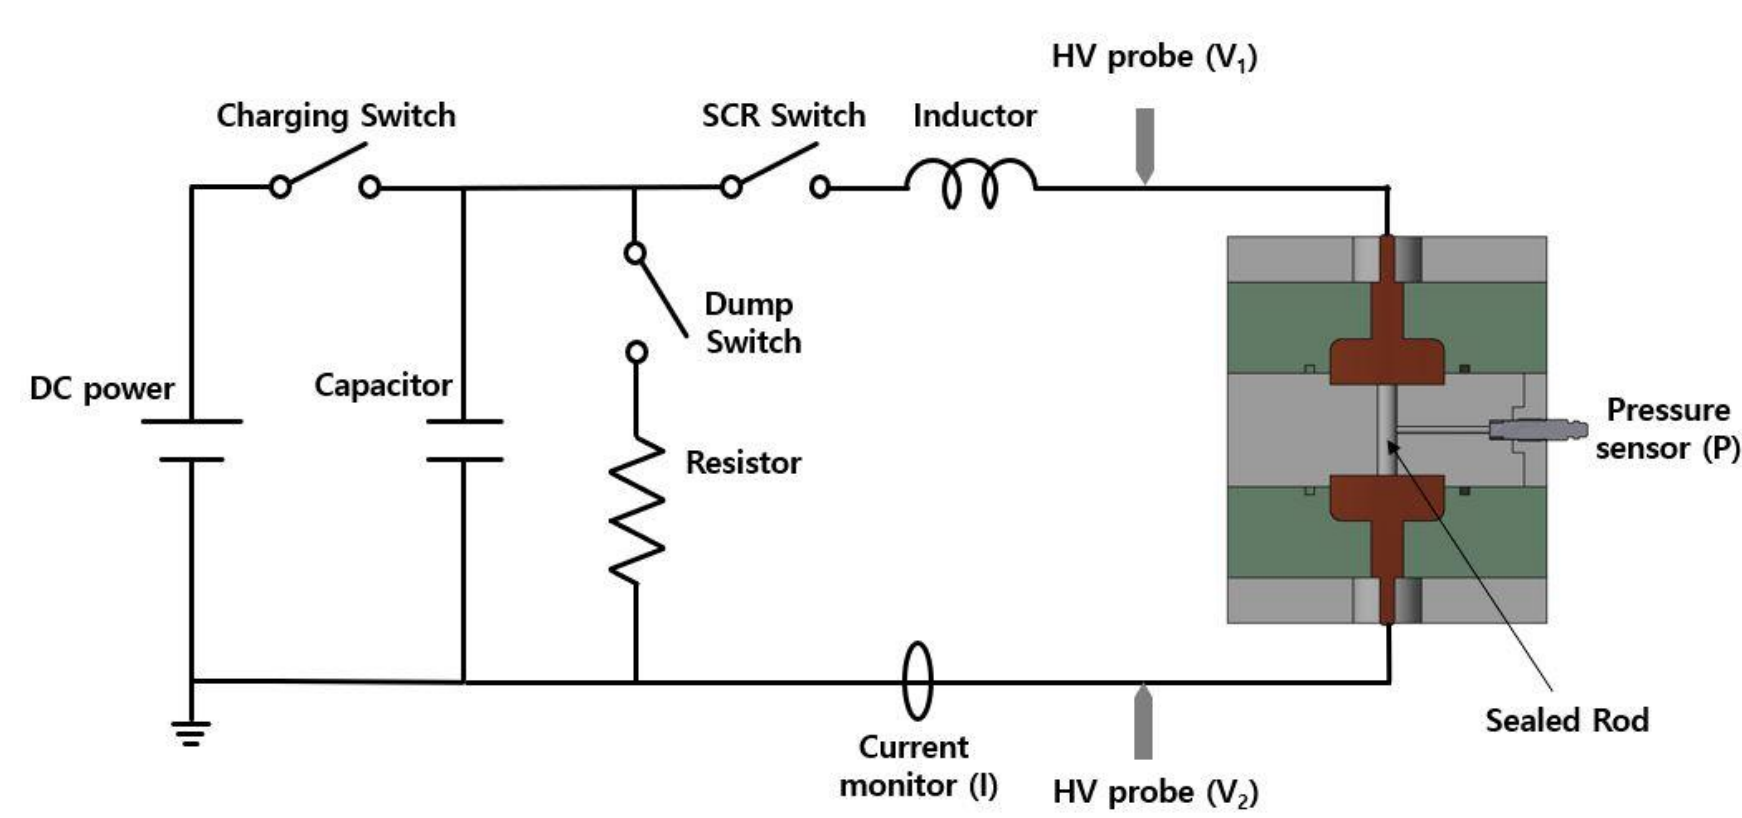 HV probe (V₁)
Charging Switch
SCR Switch
Inductor
Dump
Switch
DC power
Capacitor
Pressure
sensor (P)
Resistor
Sealed Rod
Current
monitor (I)
HV probe (V₂)